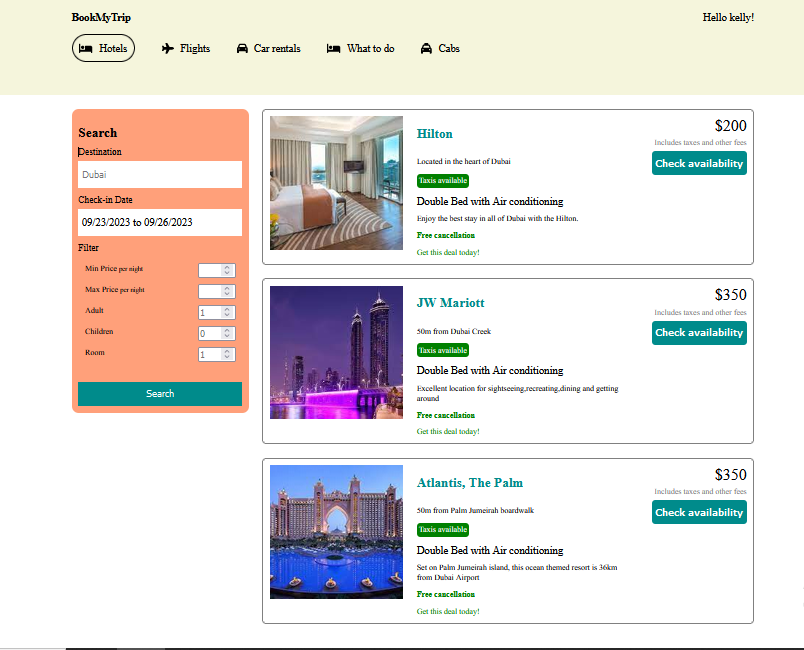 BookMyTrip
Hello kelly!
Hotels
Flights
Car rentals
What to do
Cabs
Search
Destination
Dubai
Check-in Date
09/23/2023 to 09/26/2023
Filter
Min Price per night
Max Price per night
Adult
1
Children
0
Room
1
Search
Hilton
Located in the heart of Dubai
Taxis available
Double Bed with Air conditioning
Enjoy the best stay in all of Dubai with the Hilton.
Free cancellation
Get this deal today!
$200
Includes taxes and other fees
Check availability
JW Mariott
50m from Dubai Creek
Taxis available
Double Bed with Air conditioning
Excellent location for sightseeing,recreating,dining and getting
around
Free cancellation
Get this deal today!
$350
Includes taxes and other fees
Check availability
Atlantis, The Palm
50m from Palm Jumeirah boardwalk
Taxis available
Double Bed with Air conditioning
Set on Palm Jumeirah island, this ocean themed resort is 36km
from Dubai Airport
Free cancellation
Get this deal today!
$350
Includes taxes and other fees
Check availability